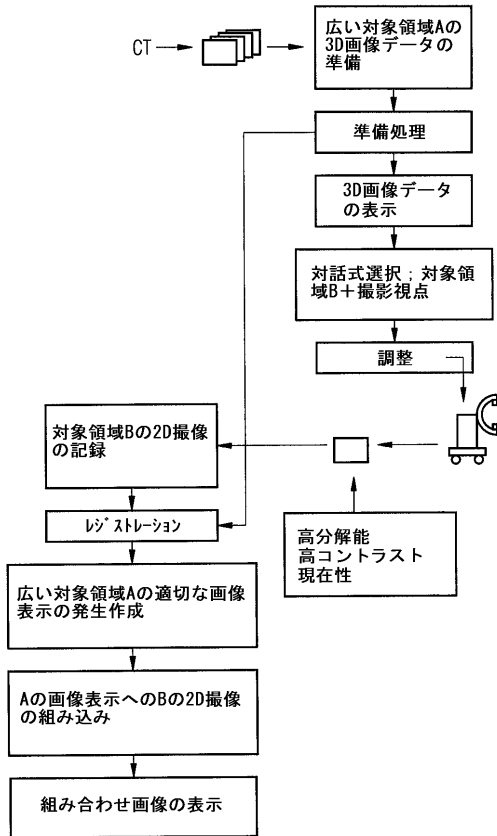 CT
広い対象領域Aの
3D画像データの
準備
準備処理
3D画像データ
の表示
対話式選択；対象領
域B＋撮影視点
調整
対象領域Bの2D撮像
の記録
ﾚｼﾞｽﾄﾚｰｼｮﾝ
高分解能
高コントラスト
現在性
広い対象領域Aの適切な画像
表示の発生作成
Aの画像表示へのBの2D撮像
の組み込み
組み合わせ画像の表示